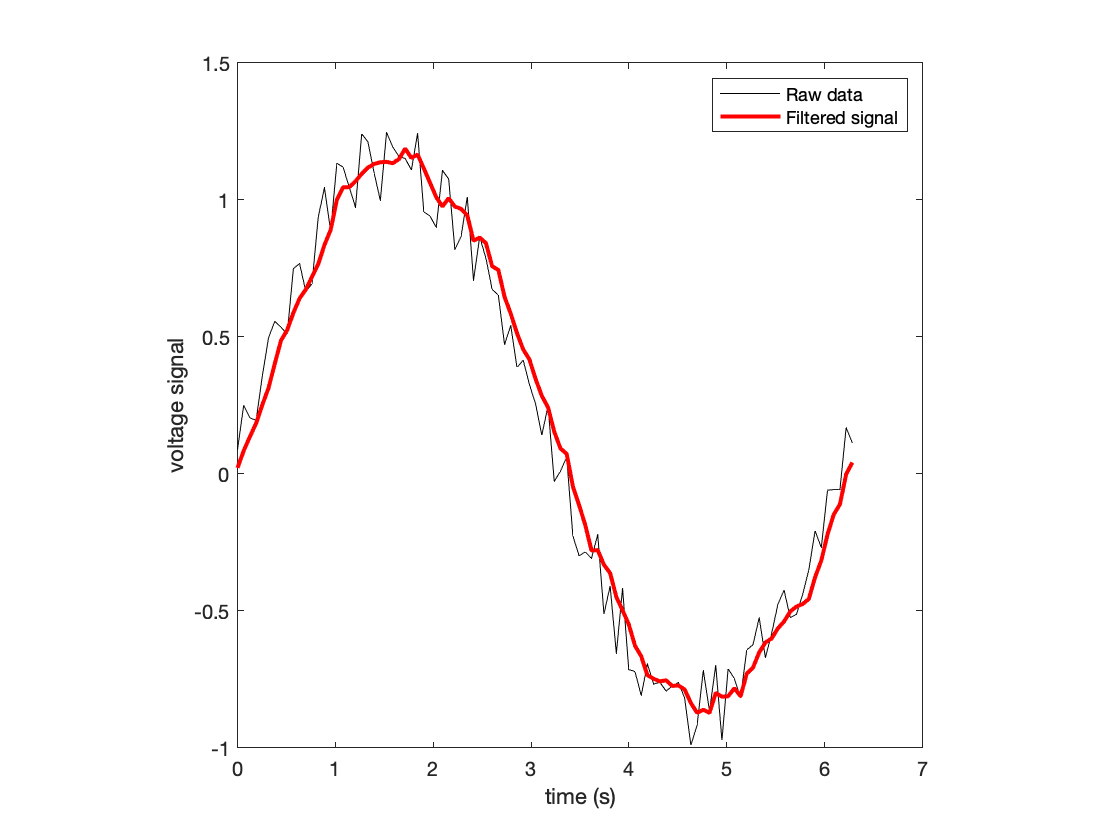 1.5
Raw data
Filtered signal
1
0.5
0
-0.5
-1
voltage signal
0 1 2 3 4 5 6 7
time (s)